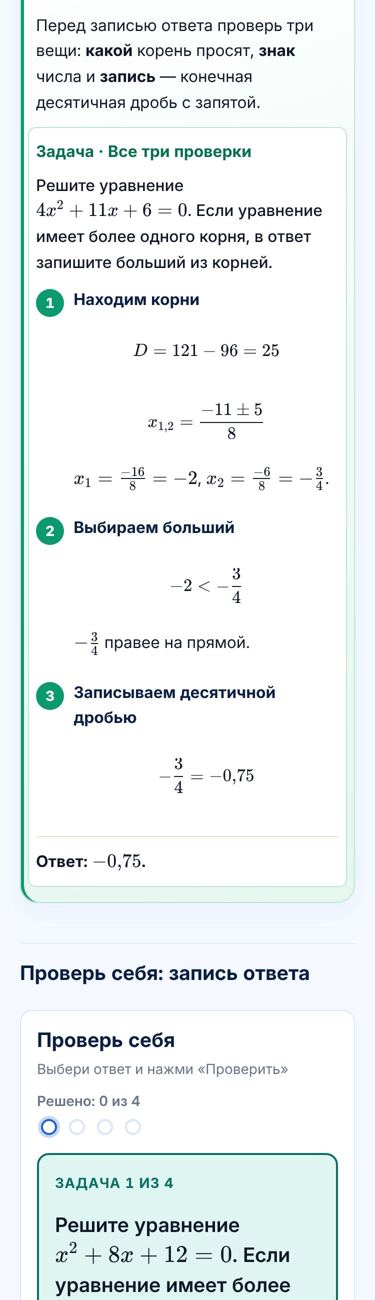 Перед записью ответа проверь три
вещи: какой корень просят, знак
числа и запись — конечная
десятичная дробь с запятой.
Задача · Все три проверки
Решите уравнение
4x² + 11x + 6 = 0. Если уравнение
имеет более одного корня, в ответ
запишите больший из корней.
1 Находим корни
D = 121 − 96 = 25
x₁,₂ = (−11 ± 5)/8
x₁ = −16/8 = −2, x₂ = −6/8 = −3/4.
2 Выбираем больший
−2 < −3/4
−3/4 правее на прямой.
3 Записываем десятичной
дробью
−3/4 = −0,75
Ответ: −0,75.
Проверь себя: запись ответа
Проверь себя
Выбери ответ и нажми «Проверить»
Решено: 0 из 4
ЗАДАЧА 1 ИЗ 4
Решите уравнение
x² + 8x + 12 = 0. Если
уравнение имеет более